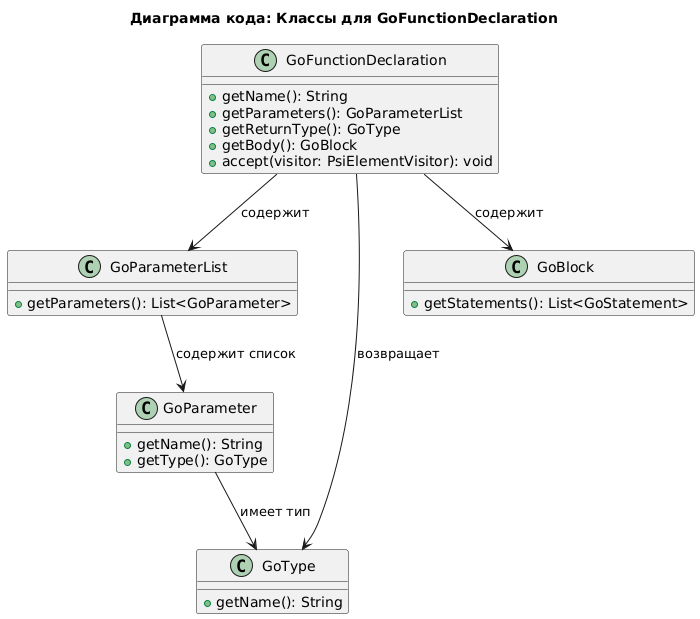 Диаграмма кода: Классы для GoFunctionDeclaration
C GoFunctionDeclaration
getName(): String
getParameters(): GoParameterList
getReturnType(): GoType
getBody(): GoBlock
accept(visitor: PsiElementVisitor): void
содержит
содержит
C GoParameterList
getParameters(): List<GoParameter>
C GoBlock
getStatements(): List<GoStatement>
содержит список
возвращает
C GoParameter
getName(): String
getType(): GoType
имеет тип
C GoType
getName(): String